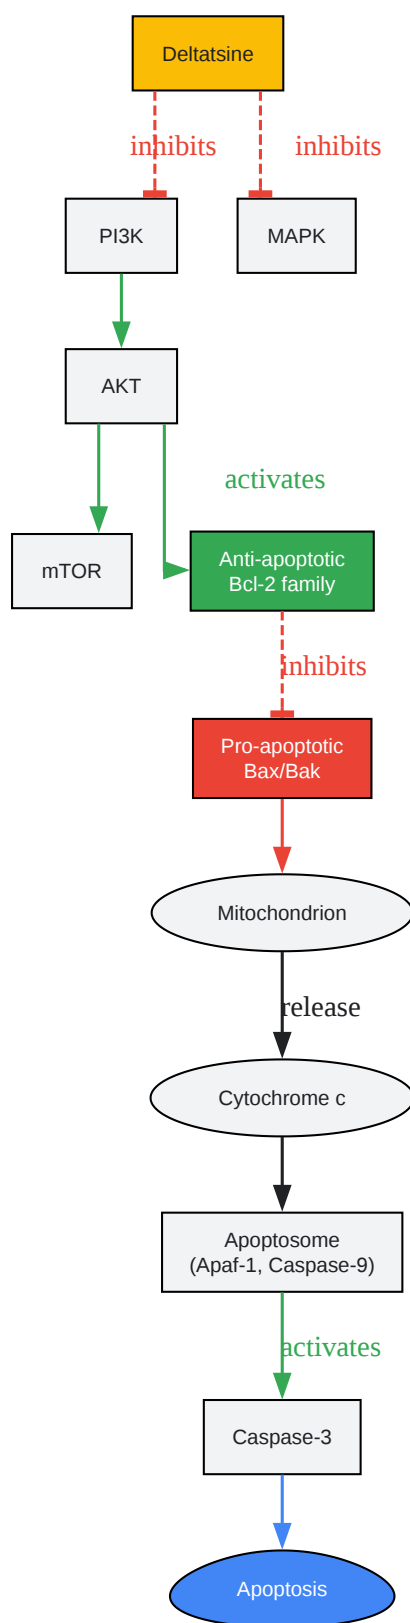 Deltatsine
inhibits
inhibits
PI3K
MAPK
AKT
activates
mTOR
Anti-apoptotic
Bcl-2 family
inhibits
Pro-apoptotic
Bax/Bak
Mitochondrion
release
Cytochrome c
Apoptosome
(Apaf-1, Caspase-9)
activates
Caspase-3
Apoptosis